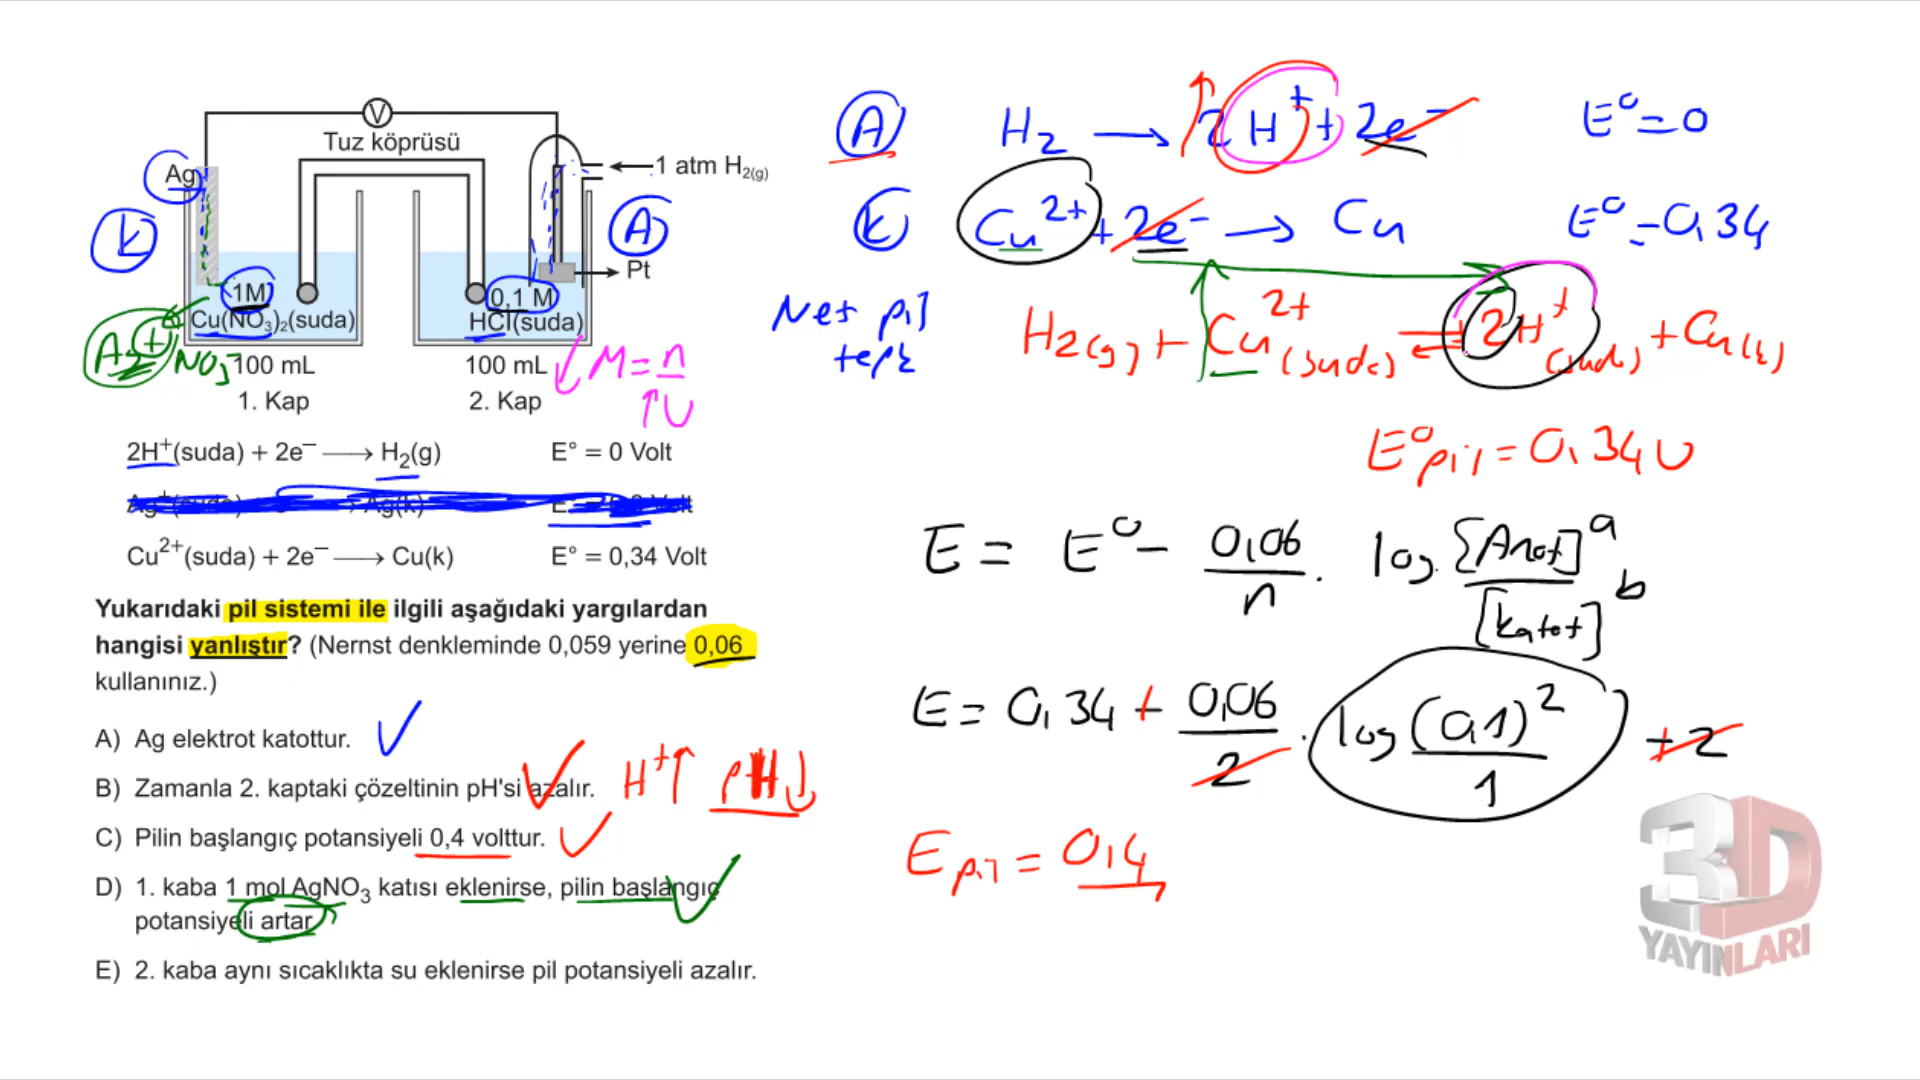 V
Tuz köprüsü
Ag
1 atm H2(g)
K
A
Pt
1M
Cu(NO3)2(suda)
0,1 M
HCl(suda)
Ag+ NO3-
100 mL
1. Kap
100 mL
2. Kap
M = n
V
2H+(suda) + 2e– ⟶ H2(g) E° = 0 Volt
Cu2+(suda) + 2e– ⟶ Cu(k) E° = 0,34 Volt
Yukarıdaki pil sistemi ile ilgili aşağıdaki yargılardan
hangisi yanlıştır? (Nernst denkleminde 0,059 yerine 0,06
kullanınız.)
A) Ag elektrot katottur.
B) Zamanla 2. kaptaki çözeltinin pH'si azalır.
H+↑ pH↓
C) Pilin başlangıç potansiyeli 0,4 volttur.
D) 1. kaba 1 mol AgNO3 katısı eklenirse, pilin başlangıç
potansiyeli artar.
E) 2. kaba aynı sıcaklıkta su eklenirse pil potansiyeli azalır.
A H2 ⟶ 2H+ + 2e– E°=0
K Cu2+ + 2e– ⟶ Cu E°=0,34
Net pil
tepk
H2(g) + Cu2+(suda) ⇌ 2H+(suda) + Cu(k)
E°pil = 0,34 V
E = E° – 0,06/n . log [Anot]a / [Katot]b
E = 0,34 + 0,06/2 . log (0,1)2/1 +2
Epil = 0,4
3D
YAYINLARI